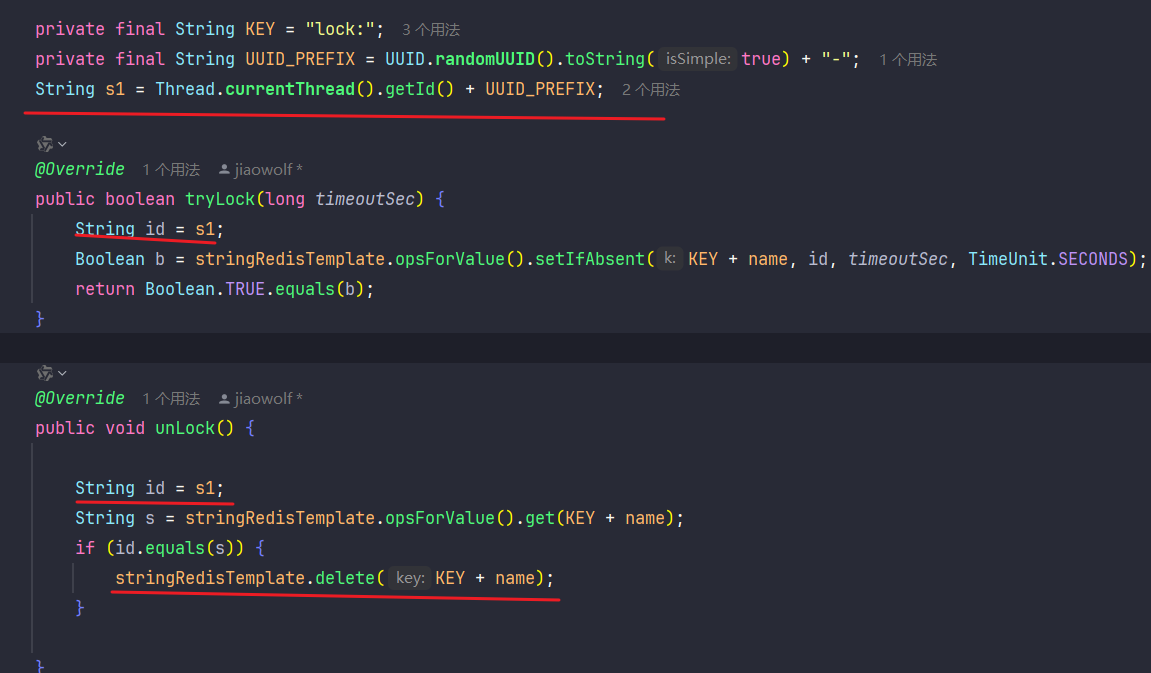 private final String KEY = "lock:"; 3 个用法
private final String UUID_PREFIX = UUID.randomUUID().toString( isSimple: true) + "-"; 1 个用法
String s1 = Thread.currentThread().getId() + UUID_PREFIX; 2 个用法
@Override 1 个用法 jiaowolf *
public boolean tryLock(long timeoutSec) {
String id = s1;
Boolean b = stringRedisTemplate.opsForValue().setIfAbsent( k: KEY + name, id, timeoutSec, TimeUnit.SECONDS);
return Boolean.TRUE.equals(b);
}
@Override 1 个用法 jiaowolf *
public void unLock() {
String id = s1;
String s = stringRedisTemplate.opsForValue().get(KEY + name);
if (id.equals(s)) {
stringRedisTemplate.delete( key: KEY + name);
}
}